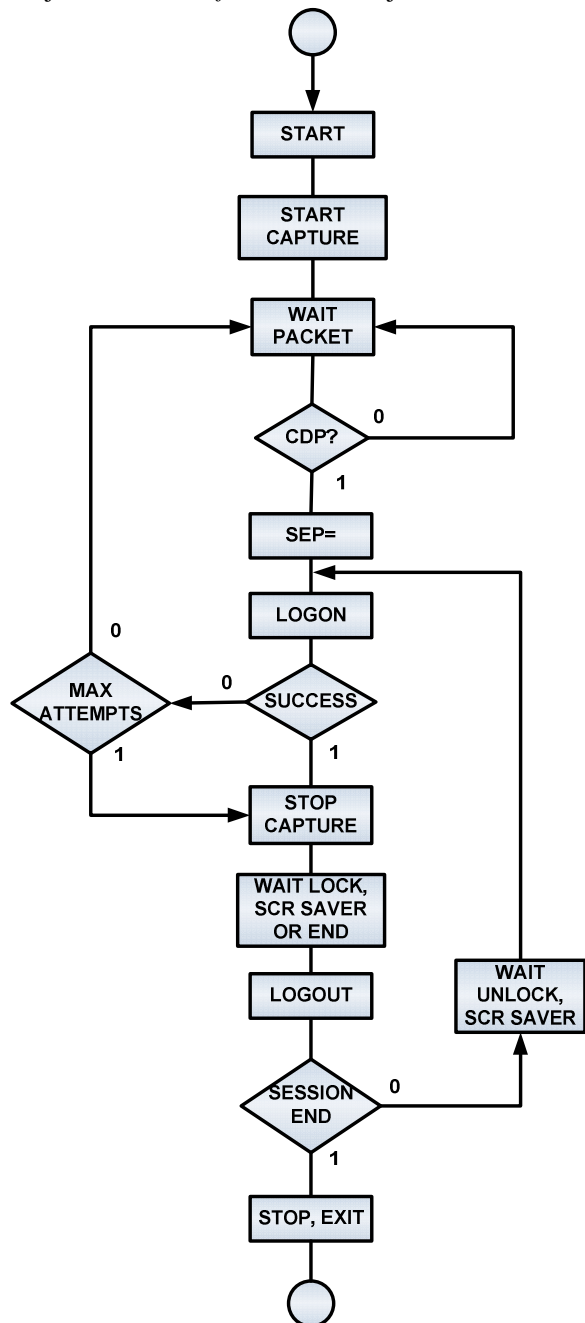 START
START
CAPTURE
WAIT
PACKET
CDP?
0
1
SEP=
LOGON
0
MAX
ATTEMPTS
0
SUCCESS
1
1
STOP
CAPTURE
WAIT LOCK,
SCR SAVER
OR END
LOGOUT
WAIT
UNLOCK,
SCR SAVER
SESSION
END
0
1
STOP, EXIT